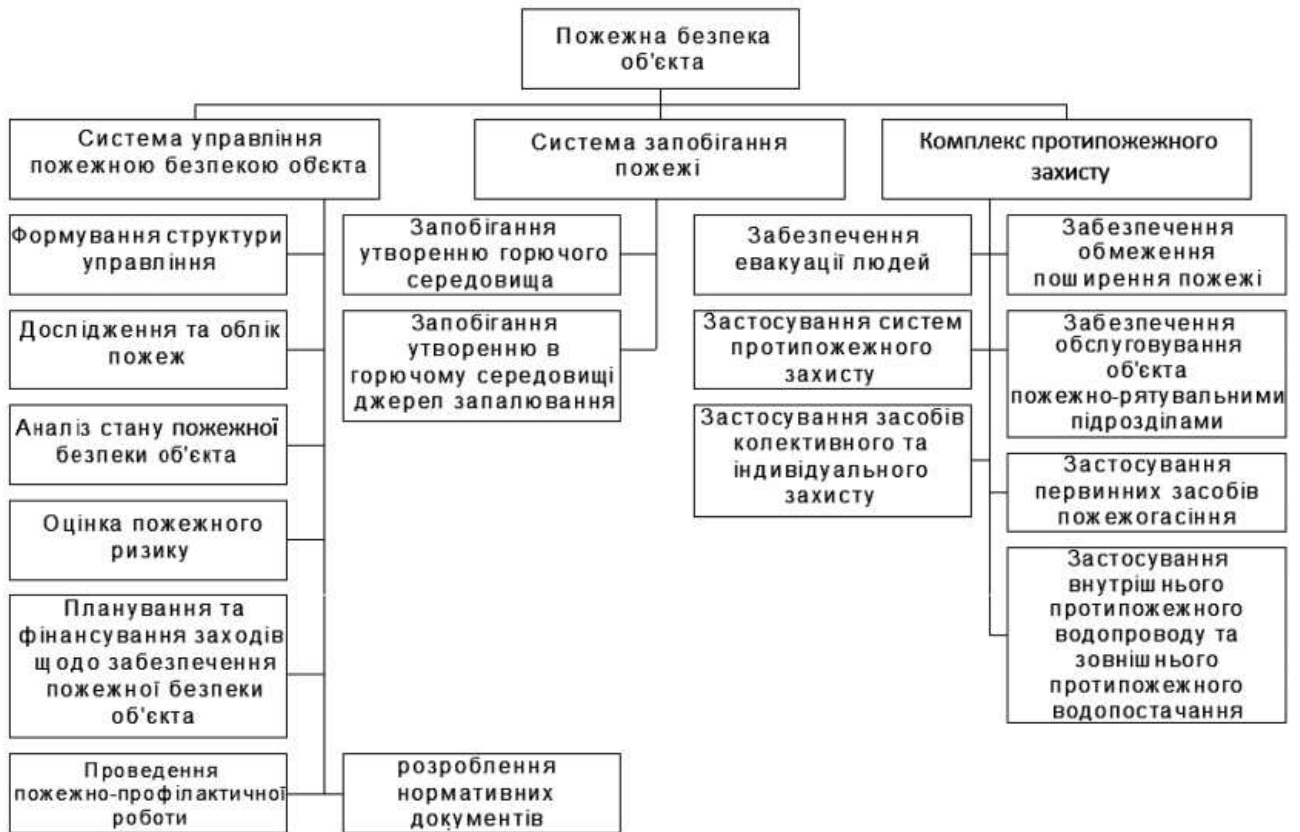 Пожежна безпека
об'єкта
Система управління
пожежною безпекою об'єкта
Система запобігання
пожежі
Комплекс протипожежного
захисту
Формування структури
управління
Дослідження та облік
пожеж
Аналіз стану пожежної
безпеки об'єкта
Оцінка пожежного
ризику
Планування та
фінансування заходів
щодо забезпечення
пожежної безпеки
об'єкта
Проведення
пожежно-профілактичної
роботи
розроблення
нормативних
документів
Запобігання
утворенню горючого
середовища
Запобігання
утворенню в
горючому середовищі
джерел запалювання
Забезпечення
евакуації людей
Застосування систем
протипожежного
захисту
Застосування засобів
колективного та
індивідуального
захисту
Забезпечення
обмеження
поширення пожежі
Забезпечення
обслуговування
об'єкта
пожежно-рятувальними
підрозділами
Застосування
первинних засобів
пожежогасіння
Застосування
внутрішнього
протипожежного
водопроводу та
зовнішнього
протипожежного
водопостачання